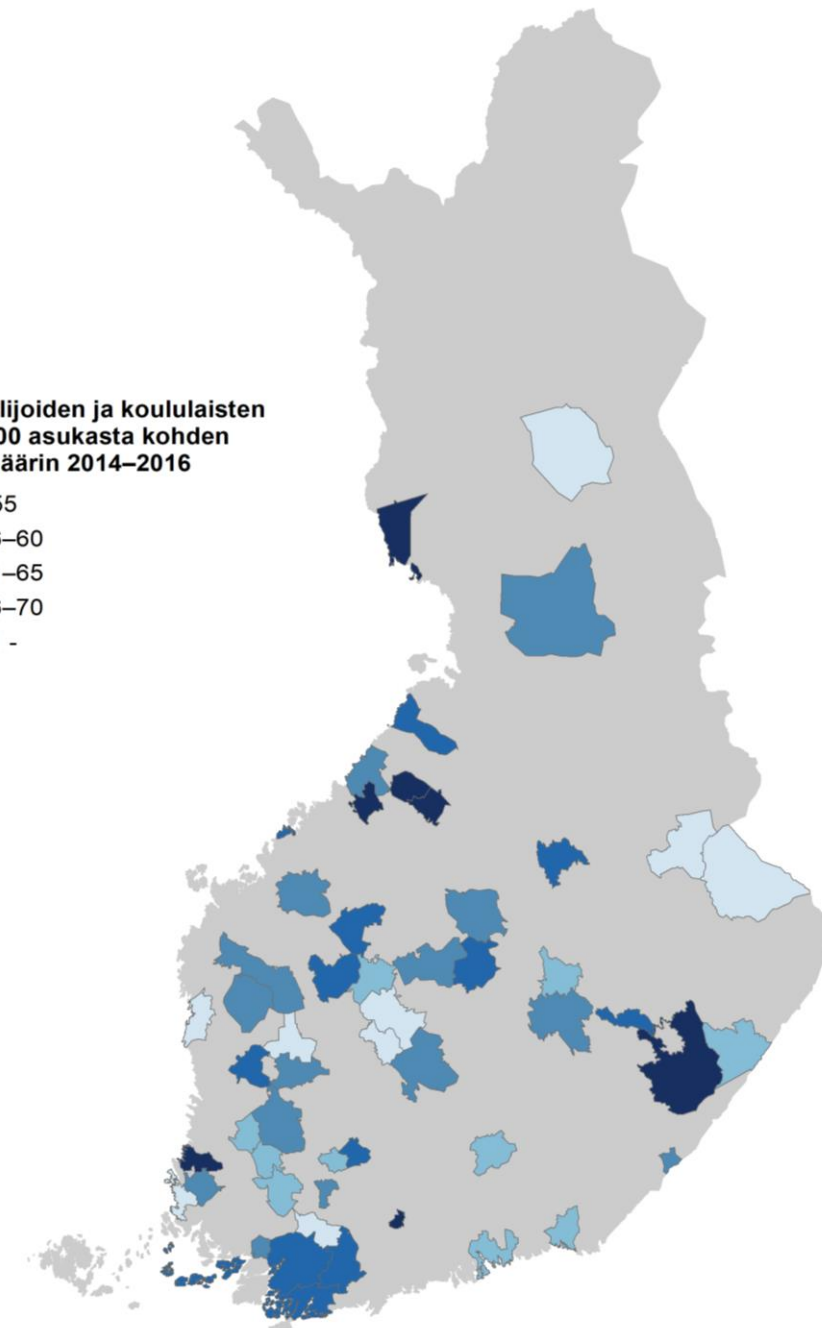 lijoiden ja koululaisten
00 asukasta kohden
äärin 2014–2016
55
–60
–65
–70
-